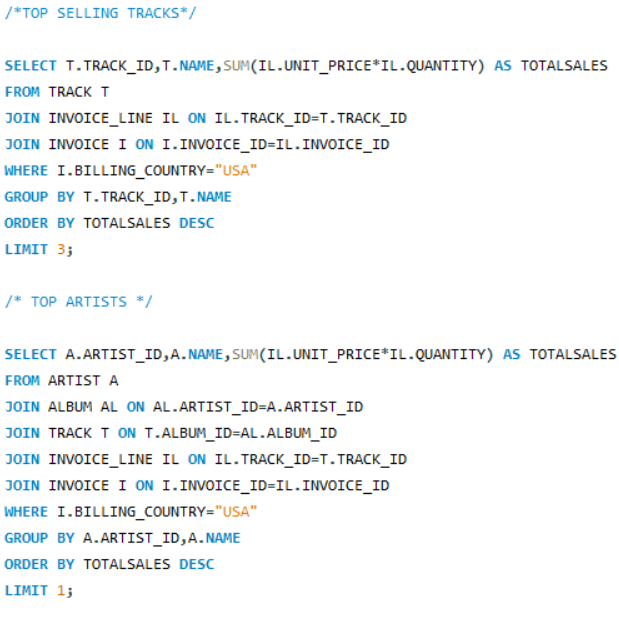 /*TOP SELLING TRACKS*/
SELECT T.TRACK_ID,T.NAME,SUM(IL.UNIT_PRICE*IL.QUANTITY) AS TOTALSALES
FROM TRACK T
JOIN INVOICE_LINE IL ON IL.TRACK_ID=T.TRACK_ID
JOIN INVOICE I ON I.INVOICE_ID=IL.INVOICE_ID
WHERE I.BILLING_COUNTRY="USA"
GROUP BY T.TRACK_ID,T.NAME
ORDER BY TOTALSALES DESC
LIMIT 3;
/* TOP ARTISTS */
SELECT A.ARTIST_ID,A.NAME,SUM(IL.UNIT_PRICE*IL.QUANTITY) AS TOTALSALES
FROM ARTIST A
JOIN ALBUM AL ON AL.ARTIST_ID=A.ARTIST_ID
JOIN TRACK T ON T.ALBUM_ID=AL.ALBUM_ID
JOIN INVOICE_LINE IL ON IL.TRACK_ID=T.TRACK_ID
JOIN INVOICE I ON I.INVOICE_ID=IL.INVOICE_ID
WHERE I.BILLING_COUNTRY="USA"
GROUP BY A.ARTIST_ID,A.NAME
ORDER BY TOTALSALES DESC
LIMIT 1;